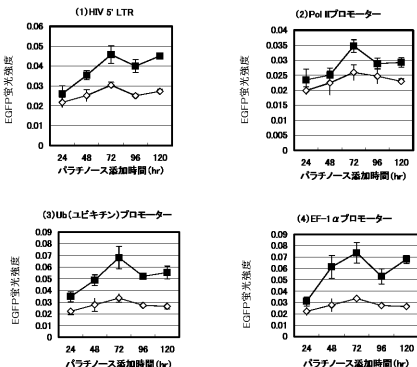 (1)HIV 5' LTR
EGFP蛍光強度
0.06
0.05
0.04
0.03
0.02
0.01
0
24 48 72 96 120
パラチノース添加時間(hr)
(2)Pol IIプロモーター
EGFP蛍光強度
0.04
0.035
0.03
0.025
0.02
0.015
0.01
0.005
0
24 48 72 96 120
パラチノース添加時間(hr)
(3)Ub(ユビキチン)プロモーター
EGFP蛍光強度
0.09
0.08
0.07
0.06
0.05
0.04
0.03
0.02
0.01
0
24 48 72 96 120
パラチノース添加時間(hr)
(4)EF-1αプロモーター
EGFP蛍光強度
0.09
0.08
0.07
0.06
0.05
0.04
0.03
0.02
0.01
0
24 48 72 96 120
パラチノース添加時間(hr)